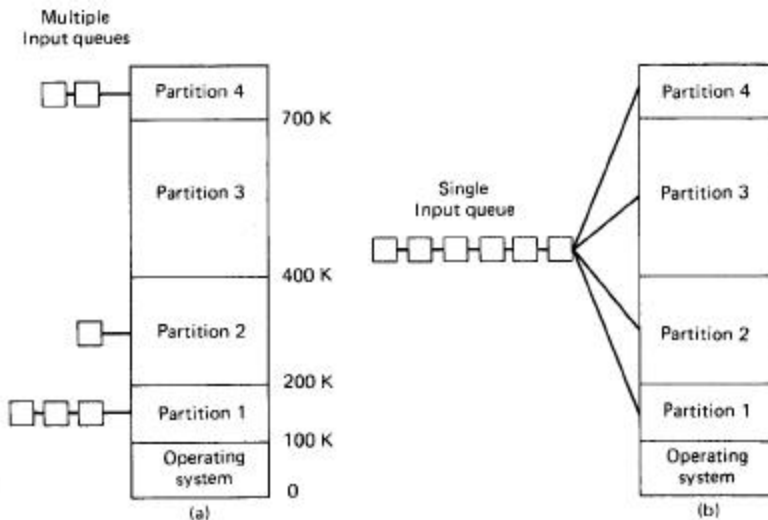 Multiple
Input queues
Partition 4
700 K
Partition 3
400 K
Partition 2
200 K
Partition 1
100 K
Operating
system
0
(a)
Single
Input queue
Partition 4
Partition 3
Partition 2
Partition 1
Operating
system
(b)